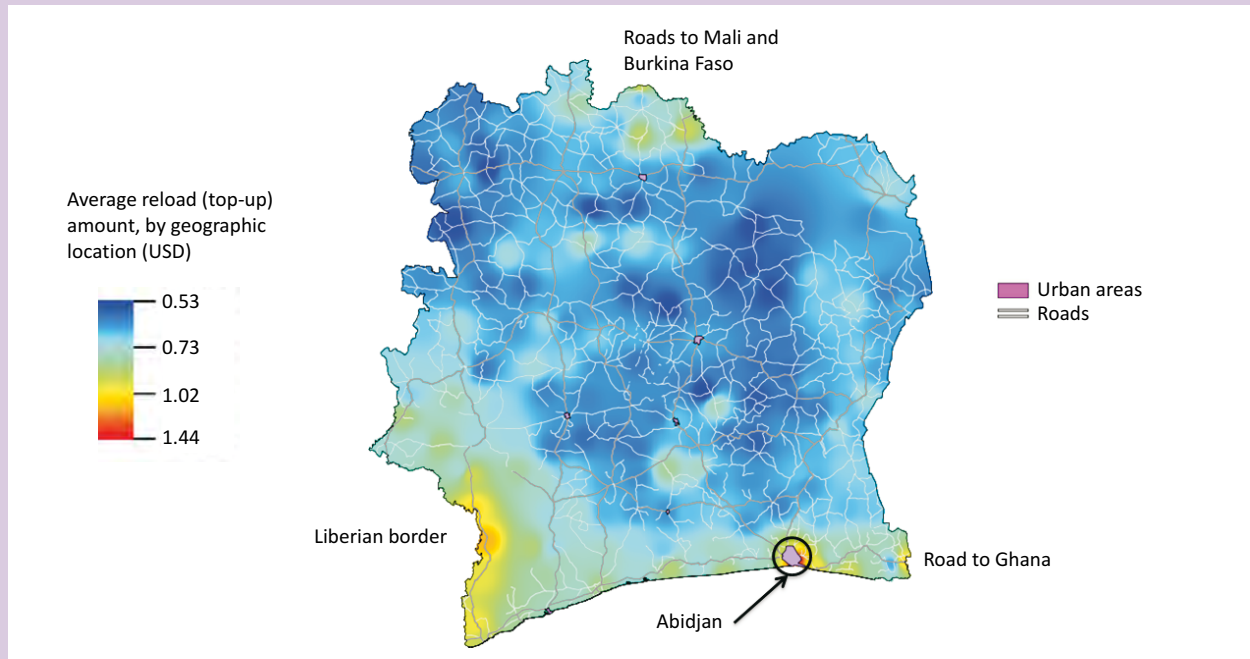 Roads to Mali and
Burkina Faso
Average reload (top-up)
amount, by geographic
location (USD)
0.53
0.73
1.02
1.44
Urban areas
Roads
Liberian border
Road to Ghana
Abidjan